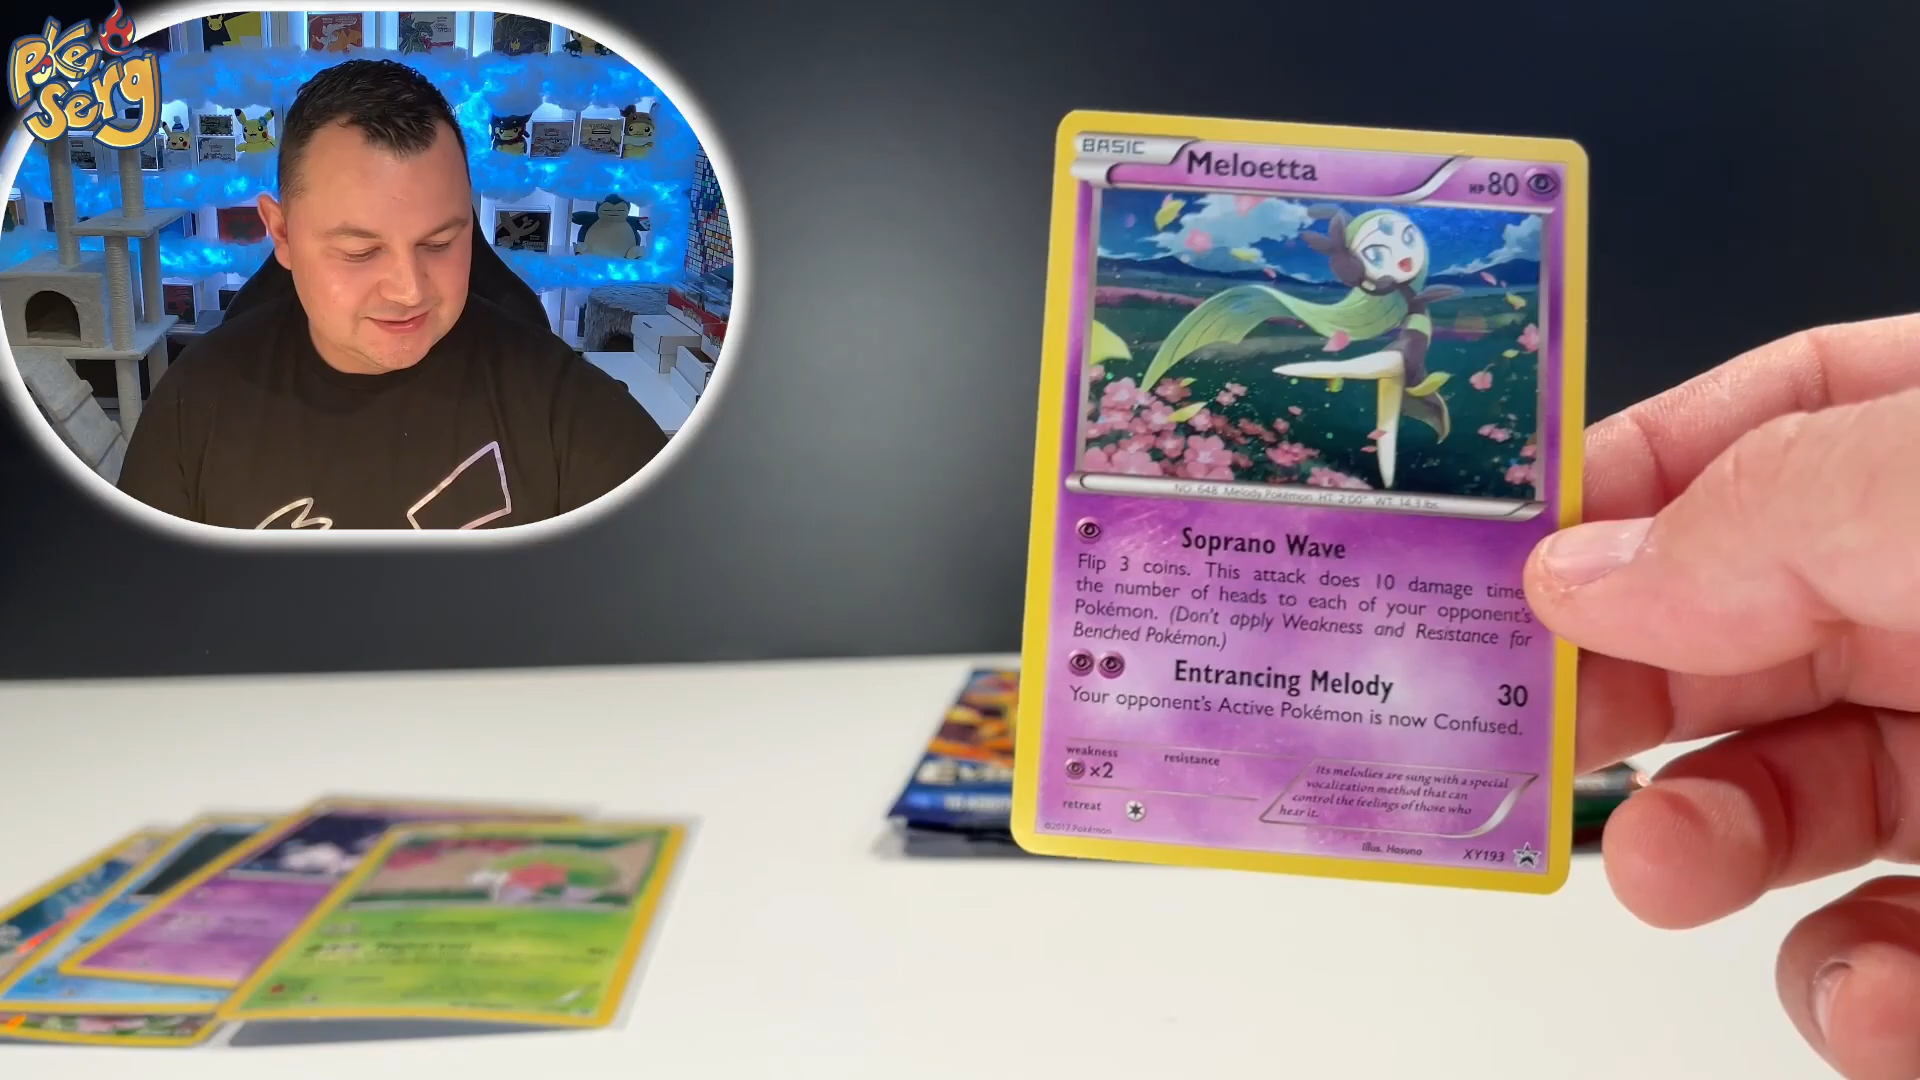 Poké
Serg
BASIC
Meloetta
HP 80
NO. 648 Melody Pokémon HT: 2'00" WT: 14.3 lbs.
Soprano Wave
Flip 3 coins. This attack does 10 damage time
the number of heads to each of your opponent's
Pokémon. (Don't apply Weakness and Resistance for
Benched Pokémon.)
Entrancing Melody 30
Your opponent's Active Pokémon is now Confused.
weakness
×2
resistance
retreat
Its melodies are sung with a special
vocalization method that can
control the feelings of those who
hear it.
©2017 Pokémon
Illus. Hasuno
XY193